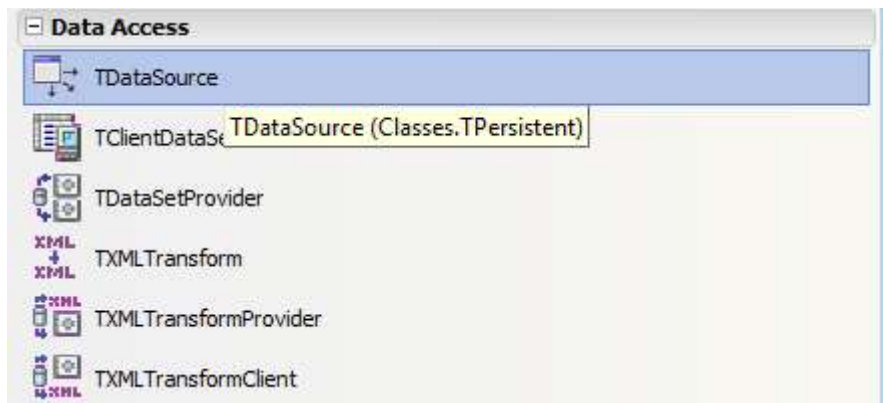 Data Access
TDataSource
TDataSource (Classes.TPersistent)
TClientDataSe
TDataSetProvider
XML
XML
TXMLTransform
XML
TXMLTransformProvider
XML
TXMLTransformClient